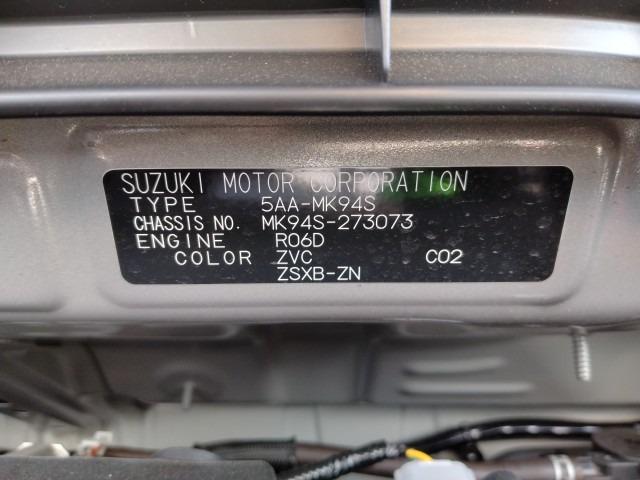 SUZUKI MOTOR CORPORATION
TYPE 5AA-MK94S
CHASSIS NO. MK94S-273073
ENGINE R06D
COLOR ZVC C02
ZSXB-ZN